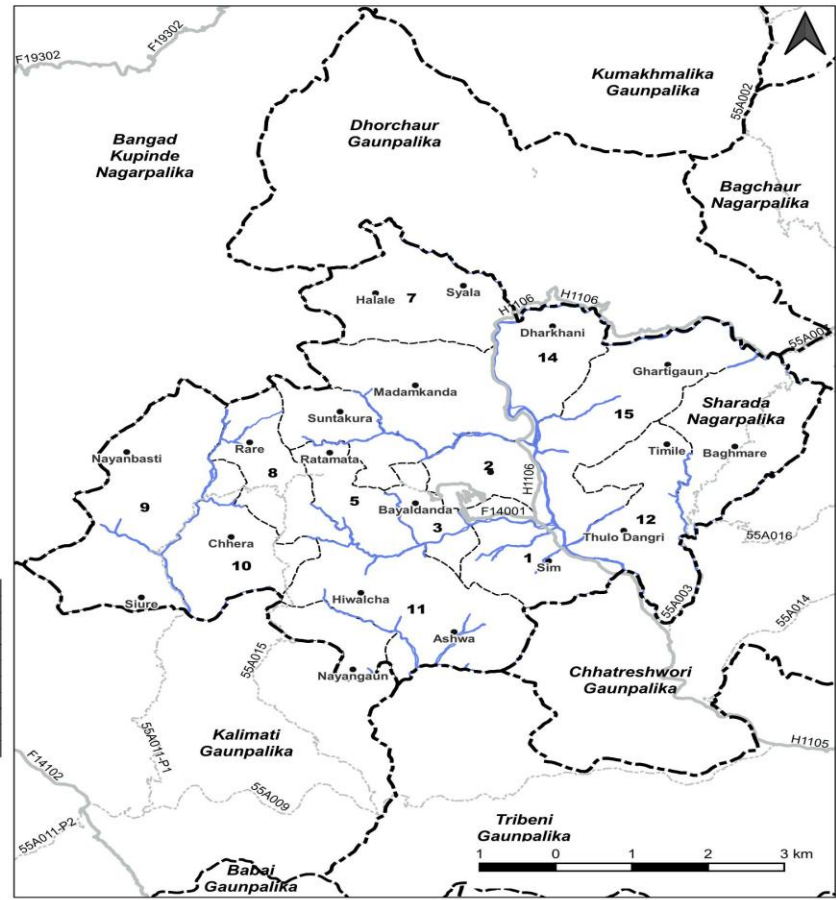 F19302
F19302
Kumakhmalika
Gaunpalika
55A002
Bangad
Kupinde
Nagarpalika
Dhorchaur
Gaunpalika
Bagchaur
Nagarpalika
Halale
7
Syala
H1106
H1106
Dharkhani
14
55A001
Ghartigaun
Madamkanda
15
Sharada
Nagarpalika
Suntakura
Nayanbasti
Rare
8
Ratamata
2
H1106
Timile
Baghmare
9
5
Bayaldanda
3
F14001
12
Thulo Dangri
55A016
Chhera
10
1
Sim
Siure
Hiwalcha
11
55A003
55A014
Ashwa
55A015
Nayangaun
Chhatreshwori
Gaunpalika
Kalimati
Gaunpalika
55A011-P1
H1105
F14102
55A009
55A011-P2
Tribeni
Gaunpalika
1 0 1 2 3 km
Babai
Gaunpalika